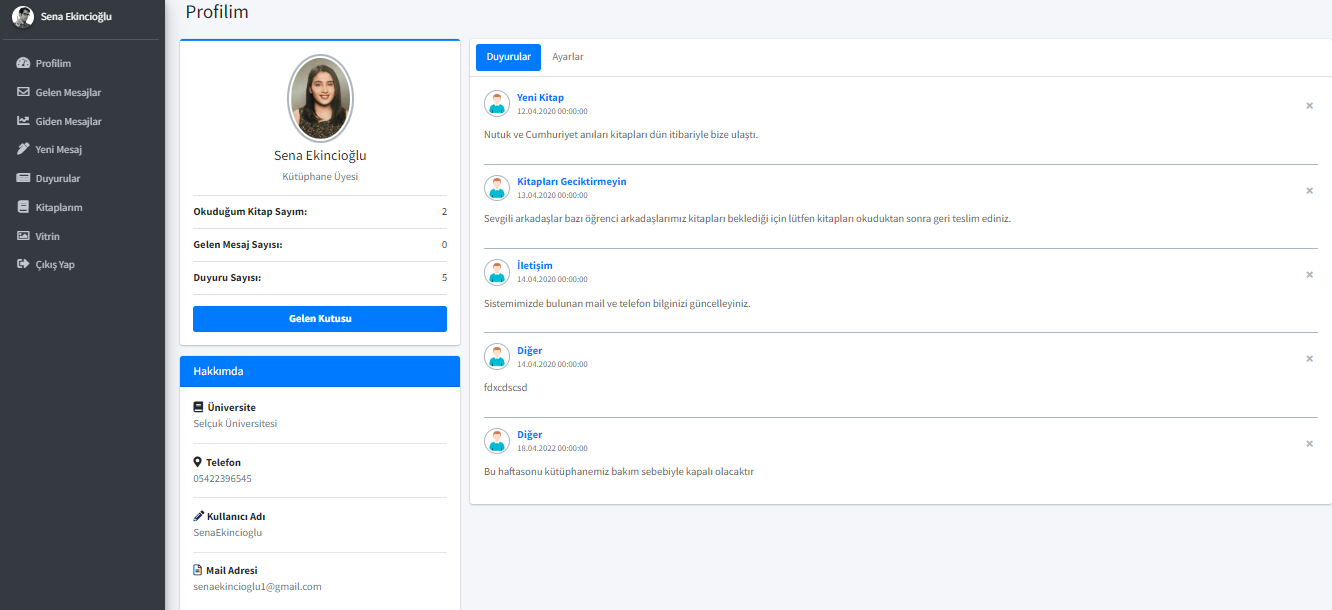 Sena Ekincioğlu
Profilim
Gelen Mesajlar
Giden Mesajlar
Yeni Mesaj
Duyurular
Kitaplarım
Vitrin
Çıkış Yap
Profilim
Sena Ekincioğlu
Kütüphane Üyesi
Okuduğum Kitap Sayım: 2
Gelen Mesaj Sayısı: 0
Duyuru Sayısı: 5
Gelen Kutusu
Hakkımda
Üniversite
Selçuk Üniversitesi
Telefon
05422396545
Kullanıcı Adı
SenaEkincioglu
Mail Adresi
senaekincioglu1@gmail.com
Duyurular Ayarlar
Yeni Kitap
12.04.2020 00:00:00
Nutuk ve Cumhuriyet anıları kitapları dün itibariyle bize ulaştı.
Kitapları Geciktirmeyin
13.04.2020 00:00:00
Sevgili arkadaşlar bazı öğrenci arkadaşlarımız kitapları beklediği için lütfen kitapları okuduktan sonra geri teslim ediniz.
İletişim
14.04.2020 00:00:00
Sistemimizde bulunan mail ve telefon bilginizi güncelleyiniz.
Diğer
14.04.2020 00:00:00
fdxcdscsd
Diğer
18.04.2022 00:00:00
Bu haftasonu kütüphanemiz bakım sebebiyle kapalı olacaktır